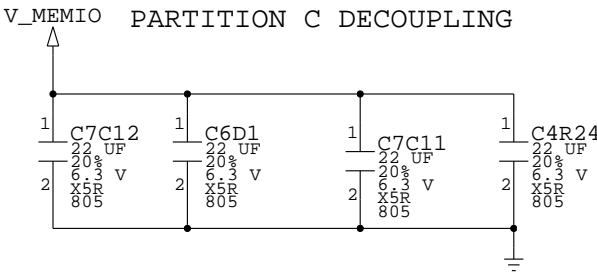 V_MEMIO PARTITION C DECOUPLING
1
C7C12
22 UF
20%
6.3 V
2
X5R
805
1
C6D1
22 UF
20%
6.3 V
2
X5R
805
1
C7C11
22 UF
20%
6.3 V
2
X5R
805
1
C4R24
22 UF
20%
6.3 V
2
X5R
805